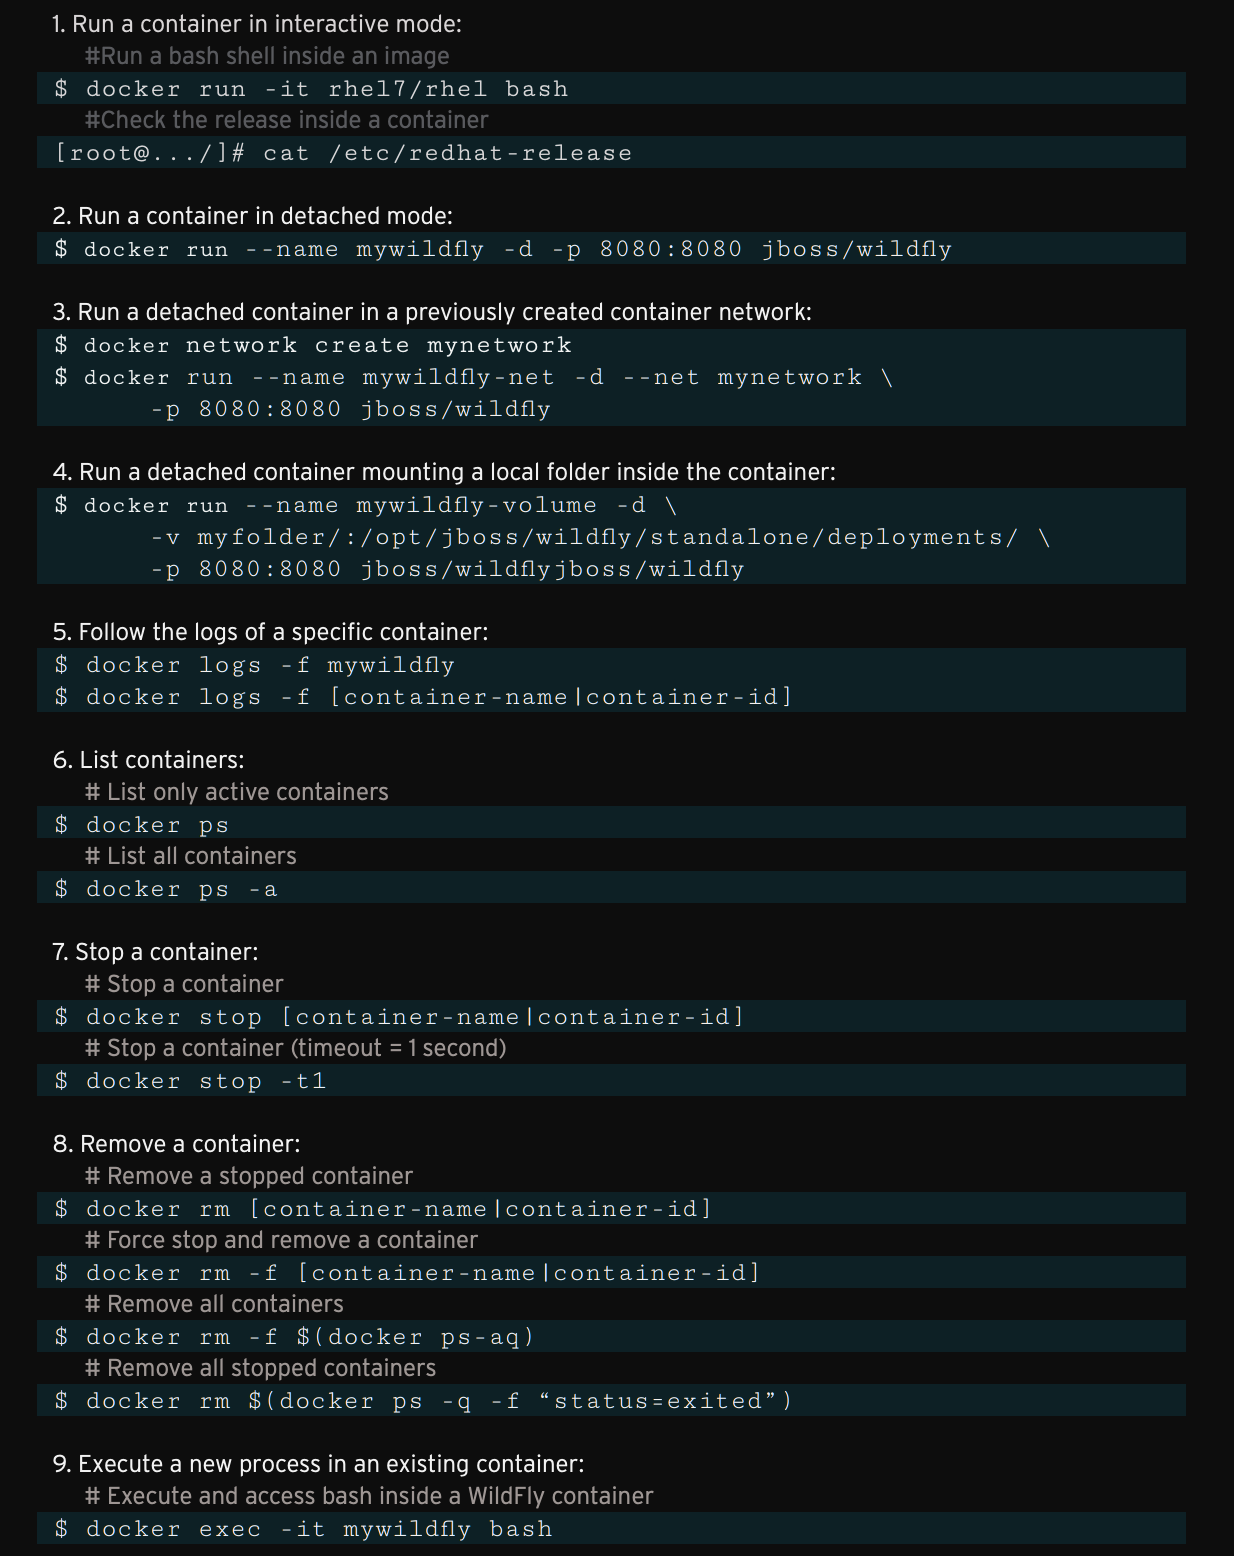 1. Run a container in interactive mode:
#Run a bash shell inside an image
$ docker run -it rhel7/rhel bash
#Check the release inside a container
[root@.../]# cat /etc/redhat-release
2. Run a container in detached mode:
$ docker run --name mywildfly -d -p 8080:8080 jboss/wildfly
3. Run a detached container in a previously created container network:
$ docker network create mynetwork
$ docker run --name mywildfly-net -d --net mynetwork \
-p 8080:8080 jboss/wildfly
4. Run a detached container mounting a local folder inside the container:
$ docker run --name mywildfly-volume -d \
-v myfolder/:/opt/jboss/wildfly/standalone/deployments/ \
-p 8080:8080 jboss/wildflyjboss/wildfly
5. Follow the logs of a specific container:
$ docker logs -f mywildfly
$ docker logs -f [container-name|container-id]
6. List containers:
# List only active containers
$ docker ps
# List all containers
$ docker ps -a
7. Stop a container:
# Stop a container
$ docker stop [container-name|container-id]
# Stop a container (timeout = 1 second)
$ docker stop -t1
8. Remove a container:
# Remove a stopped container
$ docker rm [container-name|container-id]
# Force stop and remove a container
$ docker rm -f [container-name|container-id]
# Remove all containers
$ docker rm -f $(docker ps-aq)
# Remove all stopped containers
$ docker rm $(docker ps -q -f “status=exited”)
9. Execute a new process in an existing container:
# Execute and access bash inside a WildFly container
$ docker exec -it mywildfly bash